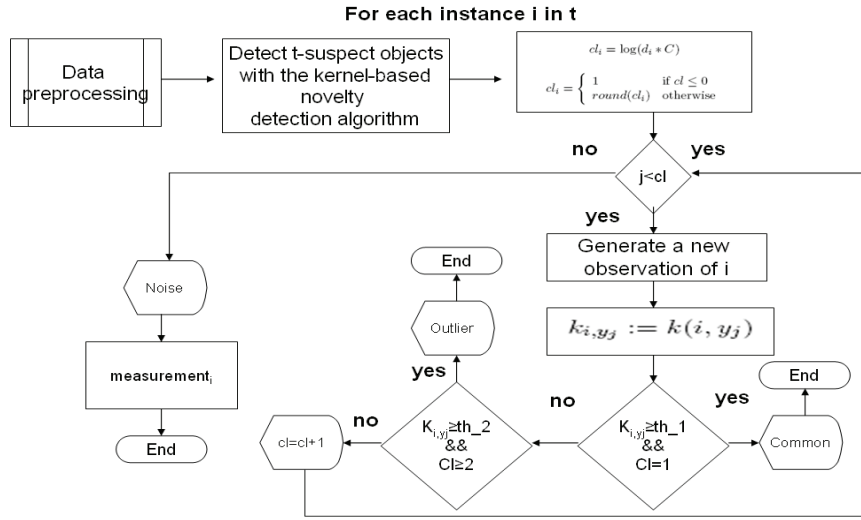 For each instance i in t
Data
preprocessing
Detect t-suspect objects
with the kernel-based
novelty
detection algorithm
cl_i = log(d_i * C)
cl_i = { 1 if cl ≤ 0
round(cl_i) otherwise
no
yes
j<cl
yes
Generate a new
observation of i
k_{i,y_j} := k(i, y_j)
Noise
measurement_i
End
End
Outlier
yes
no
K_{i,yj}≥th_2
&&
Cl≥2
cl=cl+1
no
K_{i,yj}≥th_1
&&
Cl=1
yes
End
Common